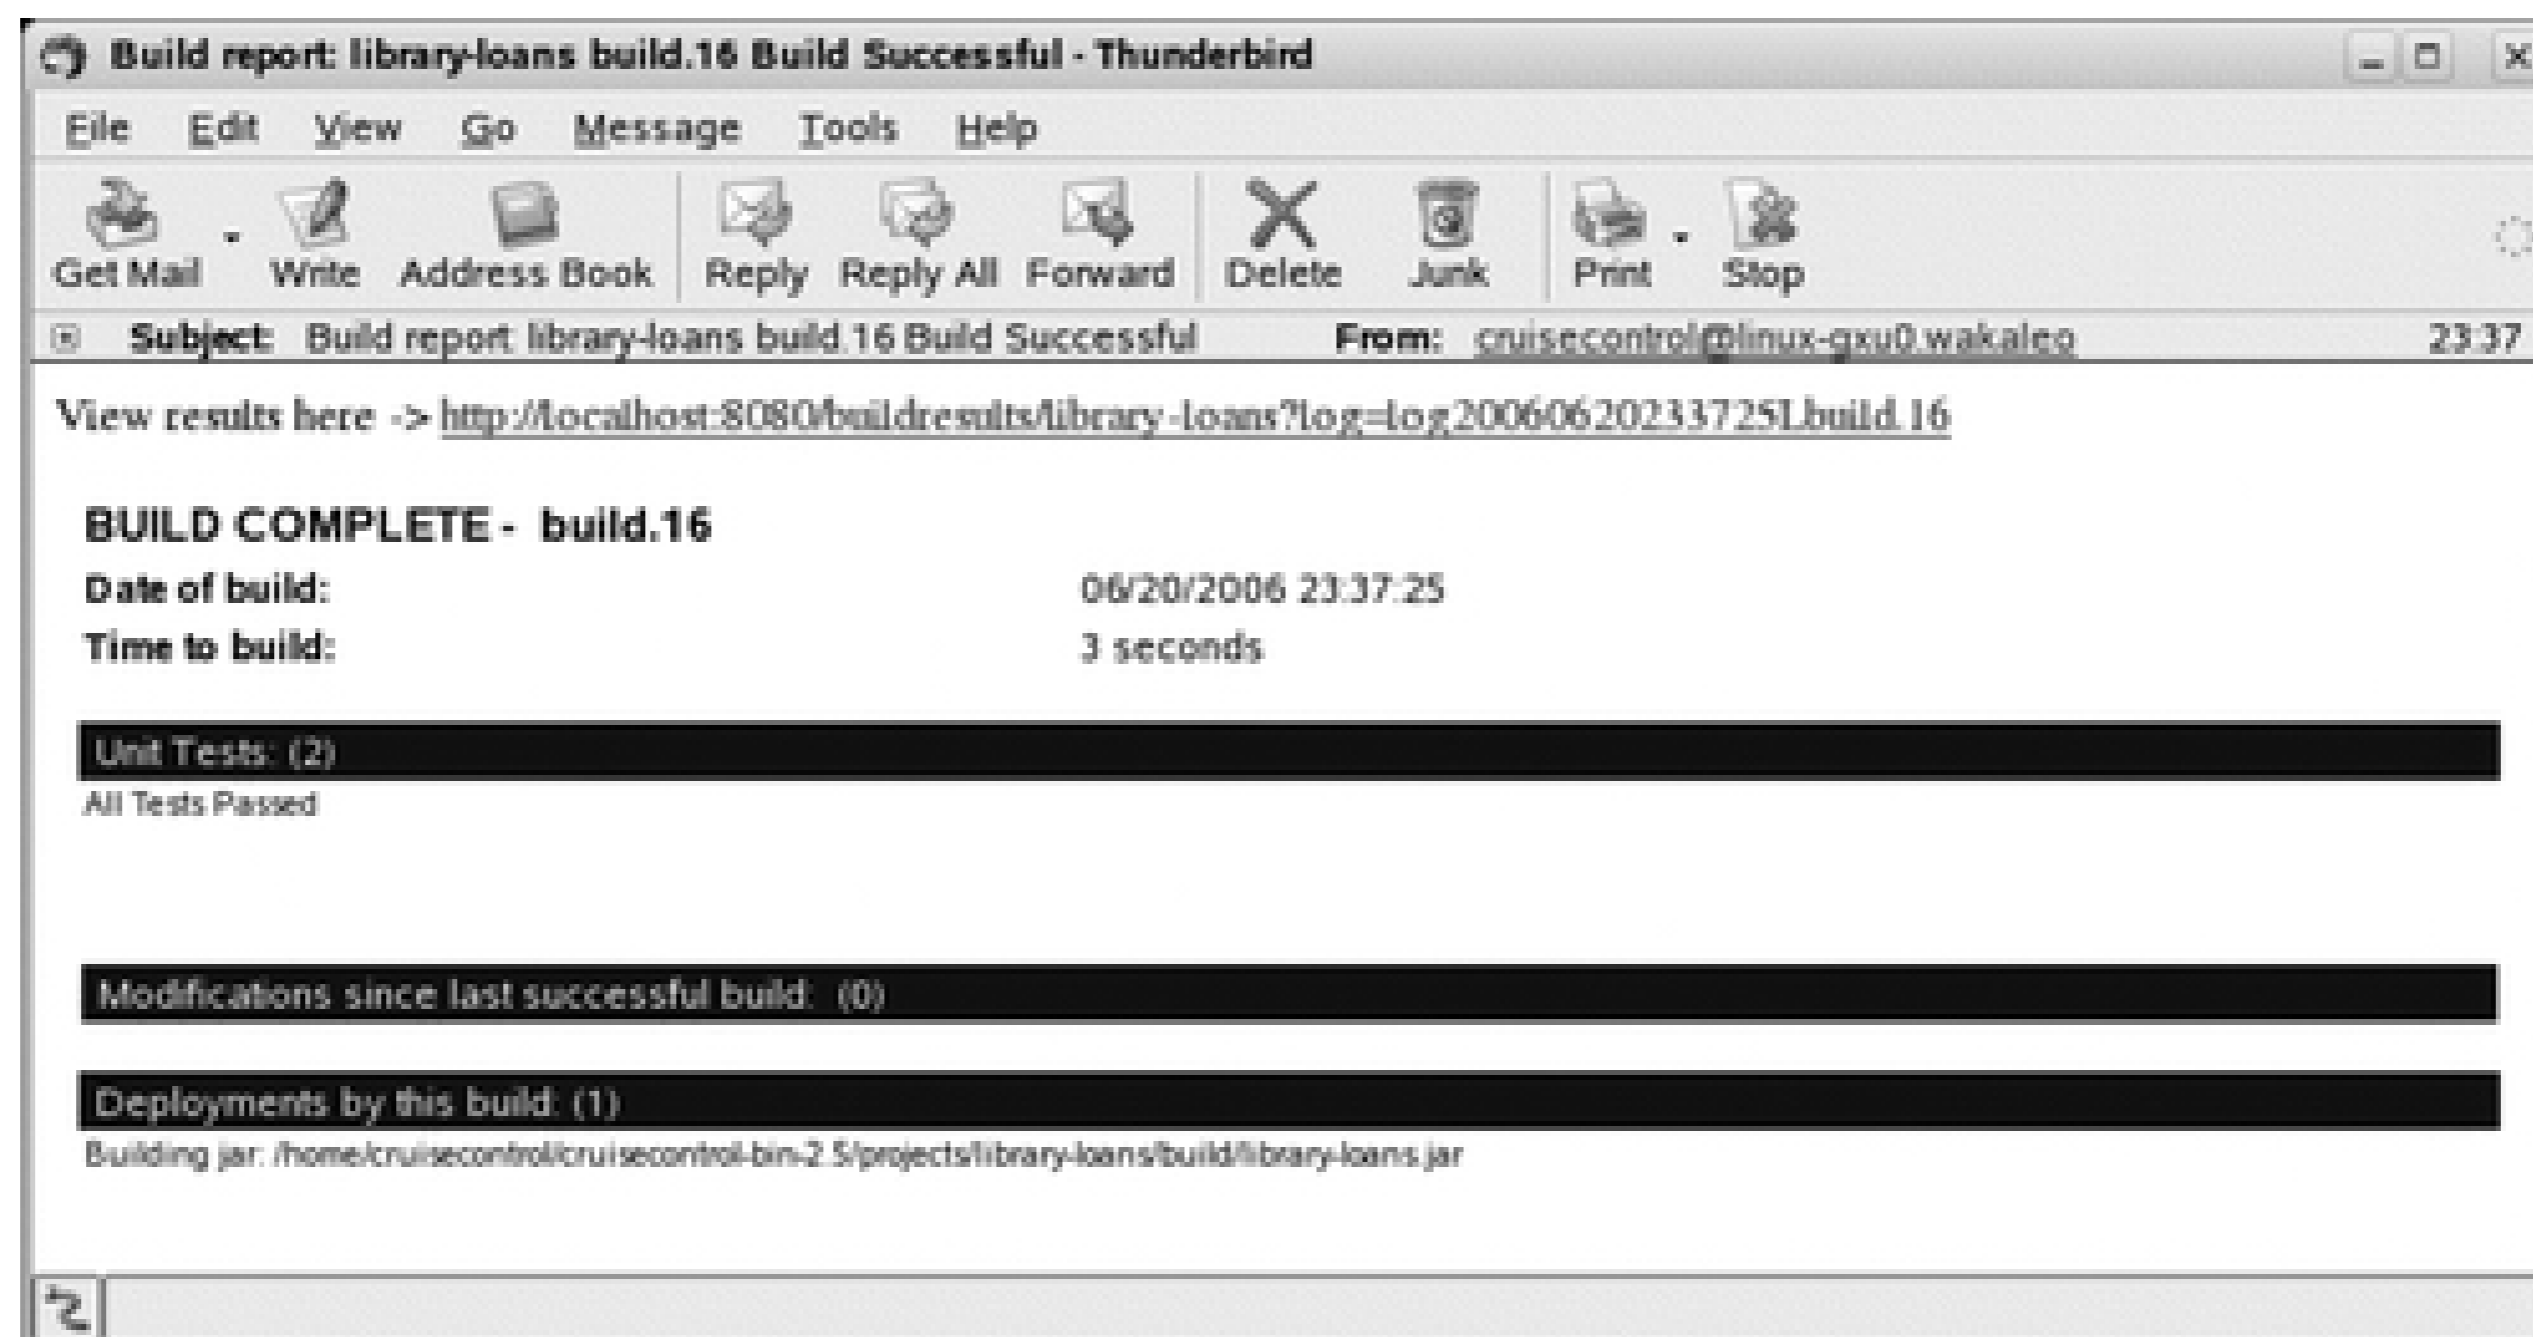 Build report: library-loans build.16 Build Successful - Thunderbird
File Edit View Go Message Tools Help
Get Mail Write Address Book Reply Reply All Forward Delete Junk Print Stop
Subject: Build report library-loans build.16 Build Successful From: cruisecontrol@linux-gxu0.wakaleo 23:37
View results here -> http://localhost:8080/buildresults/library-loans?log=log20060620233725Lbuild.16
BUILD COMPLETE - build.16
Date of build: 06/20/2006 23:37:25
Time to build: 3 seconds
Unit Tests: (2)
All Tests Passed
Modifications since last successful build: (0)
Deployments by this build: (1)
Building jar: /home/cruisecontrol/cruisecontrol-bin-2.5/projects/library-loans/build/library-loans.jar